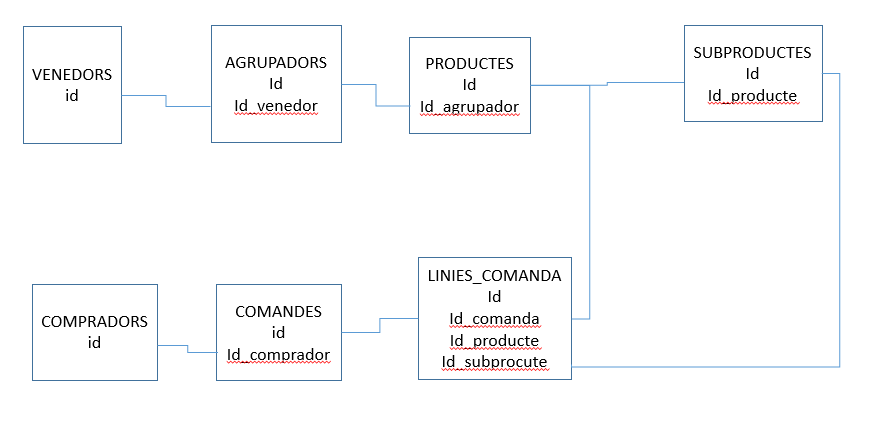 VENEDORS
id
AGRUPADORS
Id
Id_venedor
PRODUCTES
Id
Id_agrupador
SUBPRODUCTES
Id
Id_producte
COMPRADORS
id
COMANDES
id
Id_comprador
LINIES_COMANDA
Id
Id_comanda
Id_producte
Id_subprocute